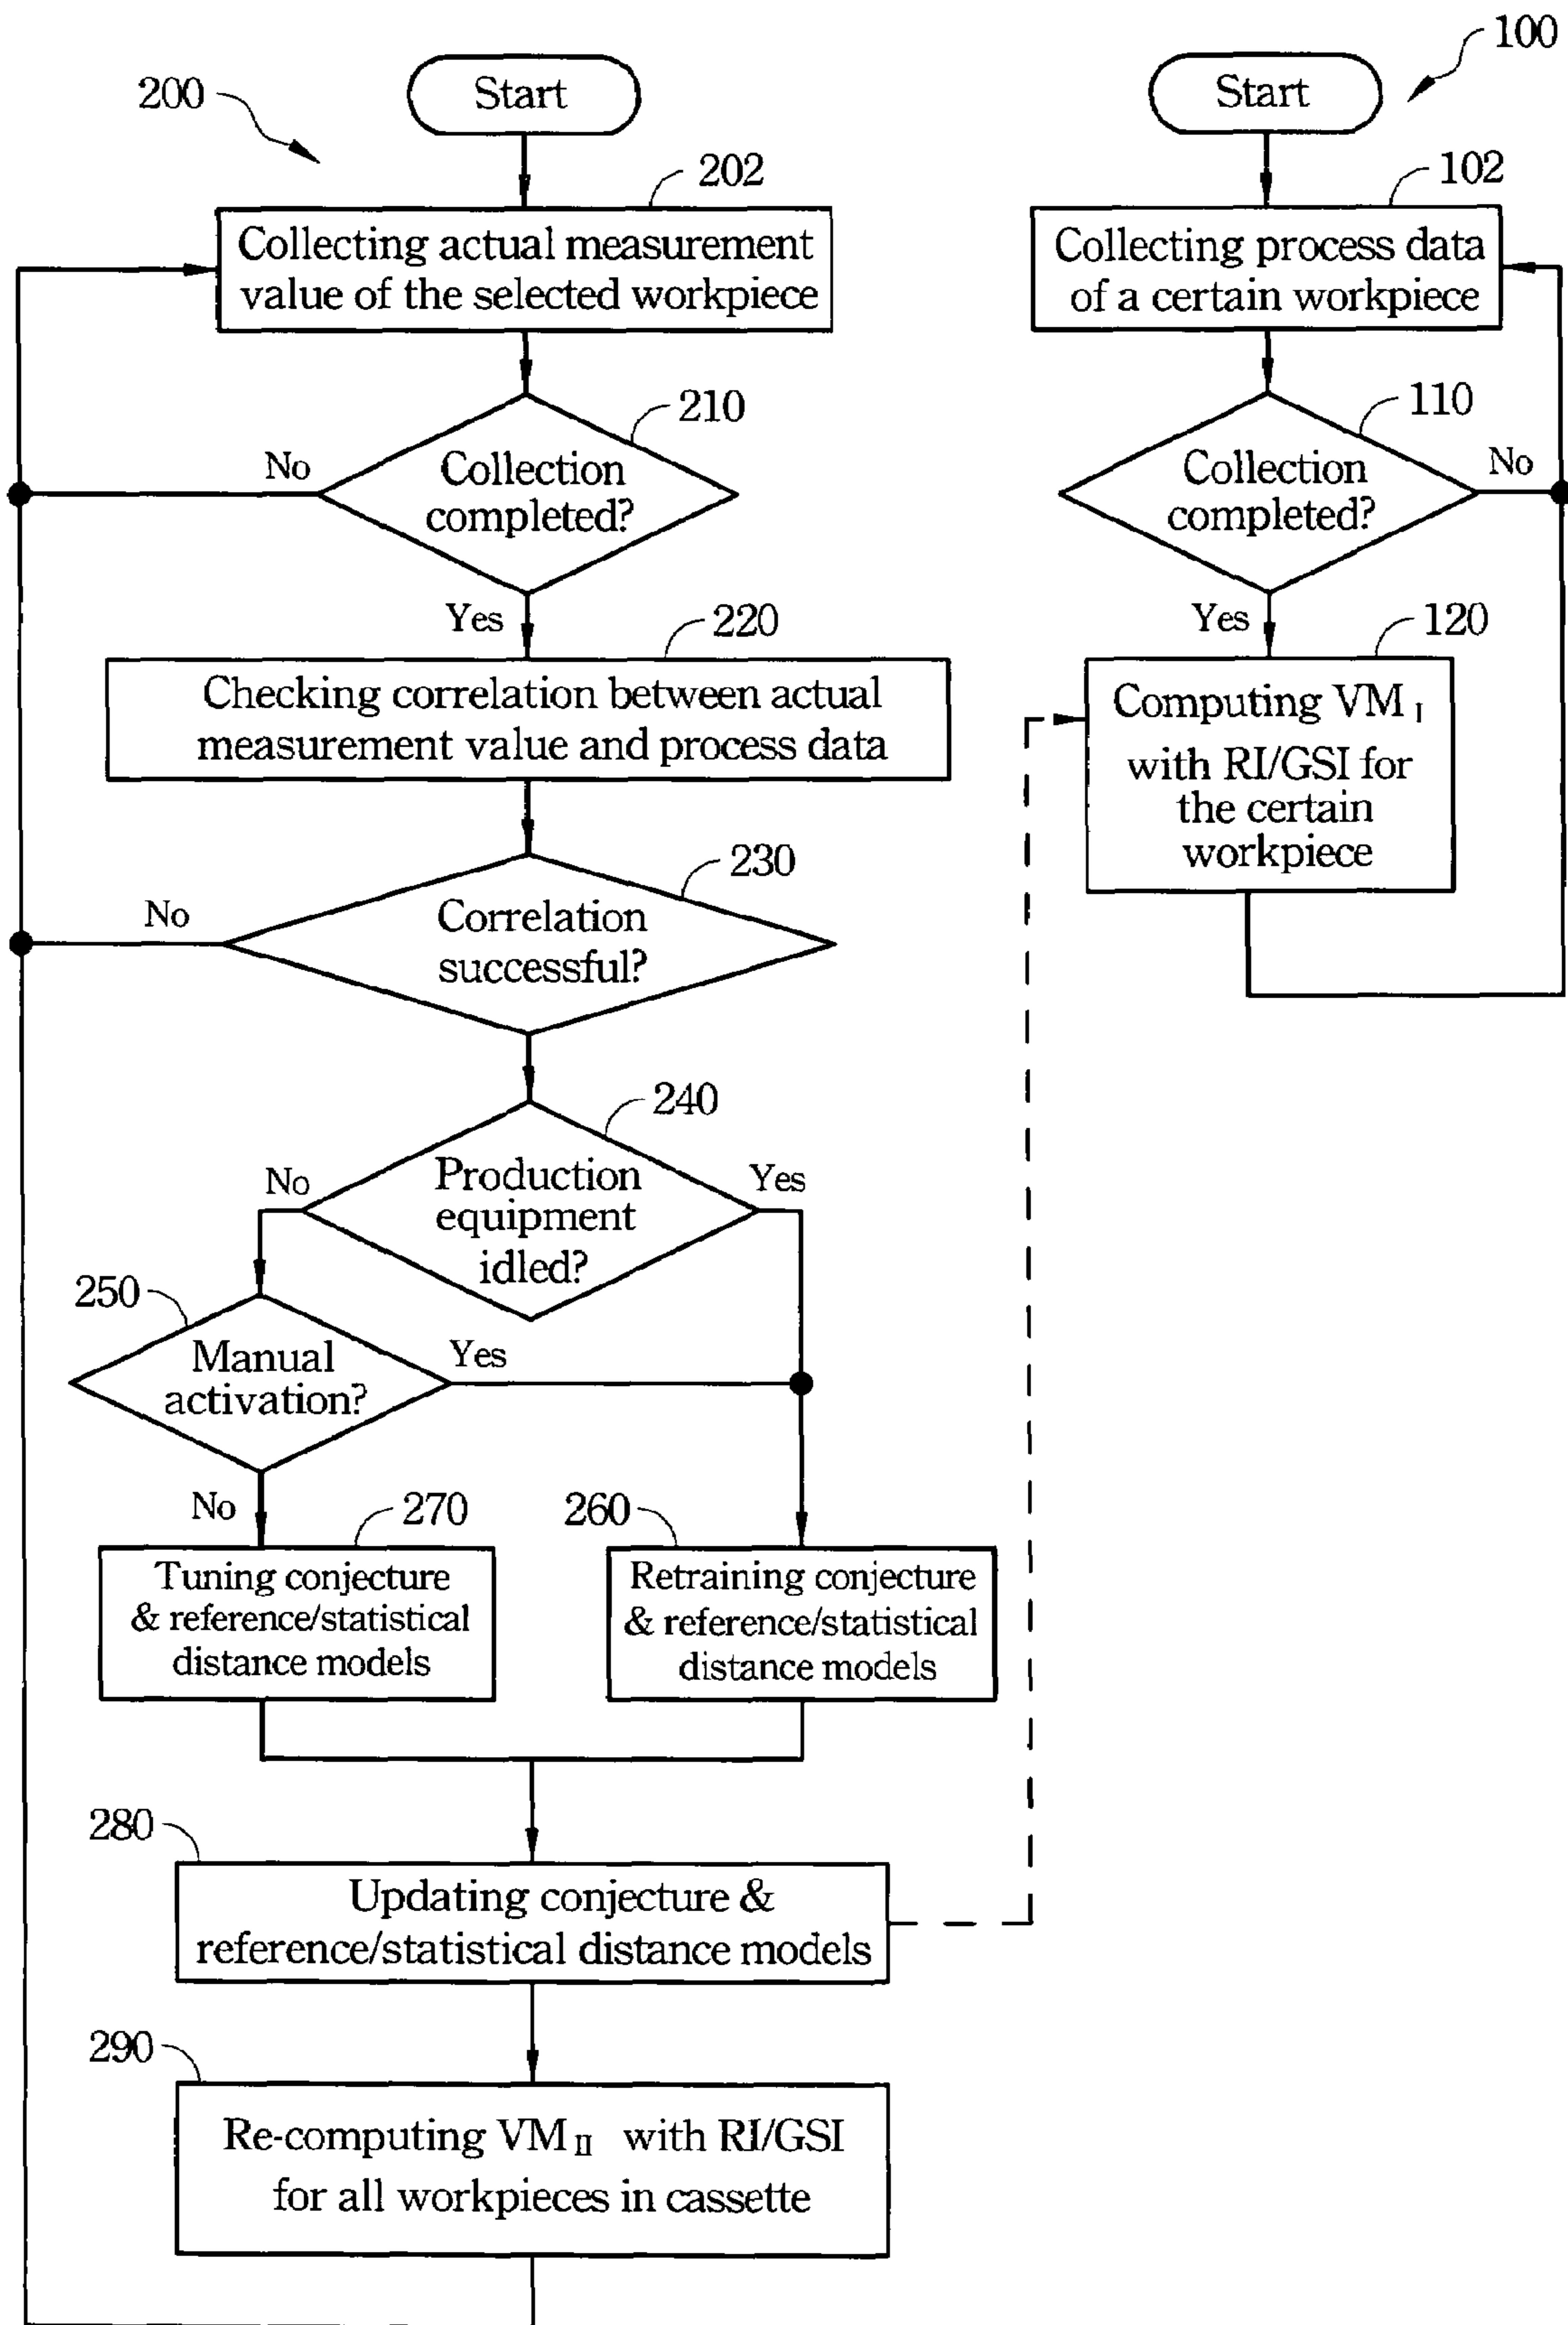 200
Start
202
Collecting actual measurement
value of the selected workpiece
210
No
Collection
completed?
Yes
220
Checking correlation between actual
measurement value and process data
230
No
Correlation
successful?
240
No
Production
equipment
idled?
Yes
250
Manual
activation?
Yes
No
270
Tuning conjecture
& reference/statistical
distance models
260
Retraining conjecture
& reference/statistical
distance models
280
Updating conjecture &
reference/statistical distance models
290
Re-computing VM II with RI/GSI
for all workpieces in cassette
100
Start
102
Collecting process data
of a certain workpiece
110
Collection
completed?
No
Yes
120
Computing VM I
with RI/GSI for
the certain
workpiece